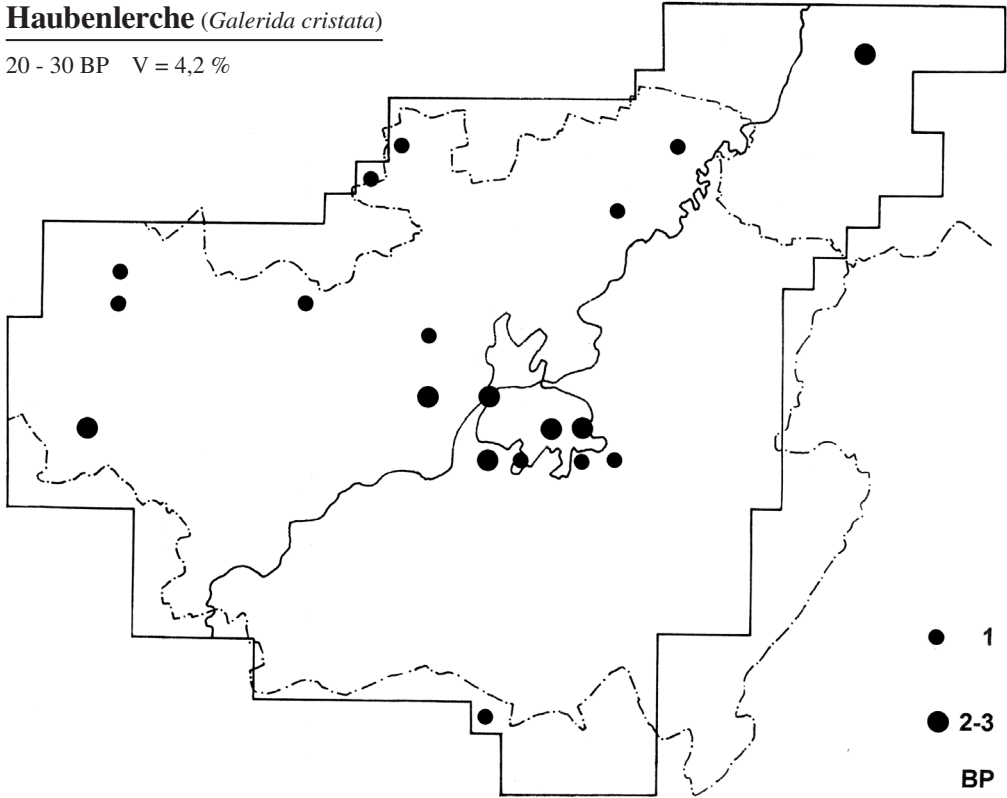 Haubenlerche (Galerida cristata)
20 - 30 BP V = 4,2 %
1
2-3
BP